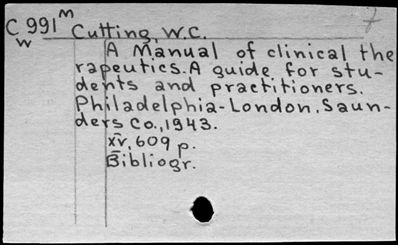 C 991 M Cutting, W.C.
W
A Manual of clinical the
rapeutics. A guide for stu-
dents and practitioners.
Philadelphia-London. Saun-
ders Co., 1943.
XV, 609 p.
Bibliogr.